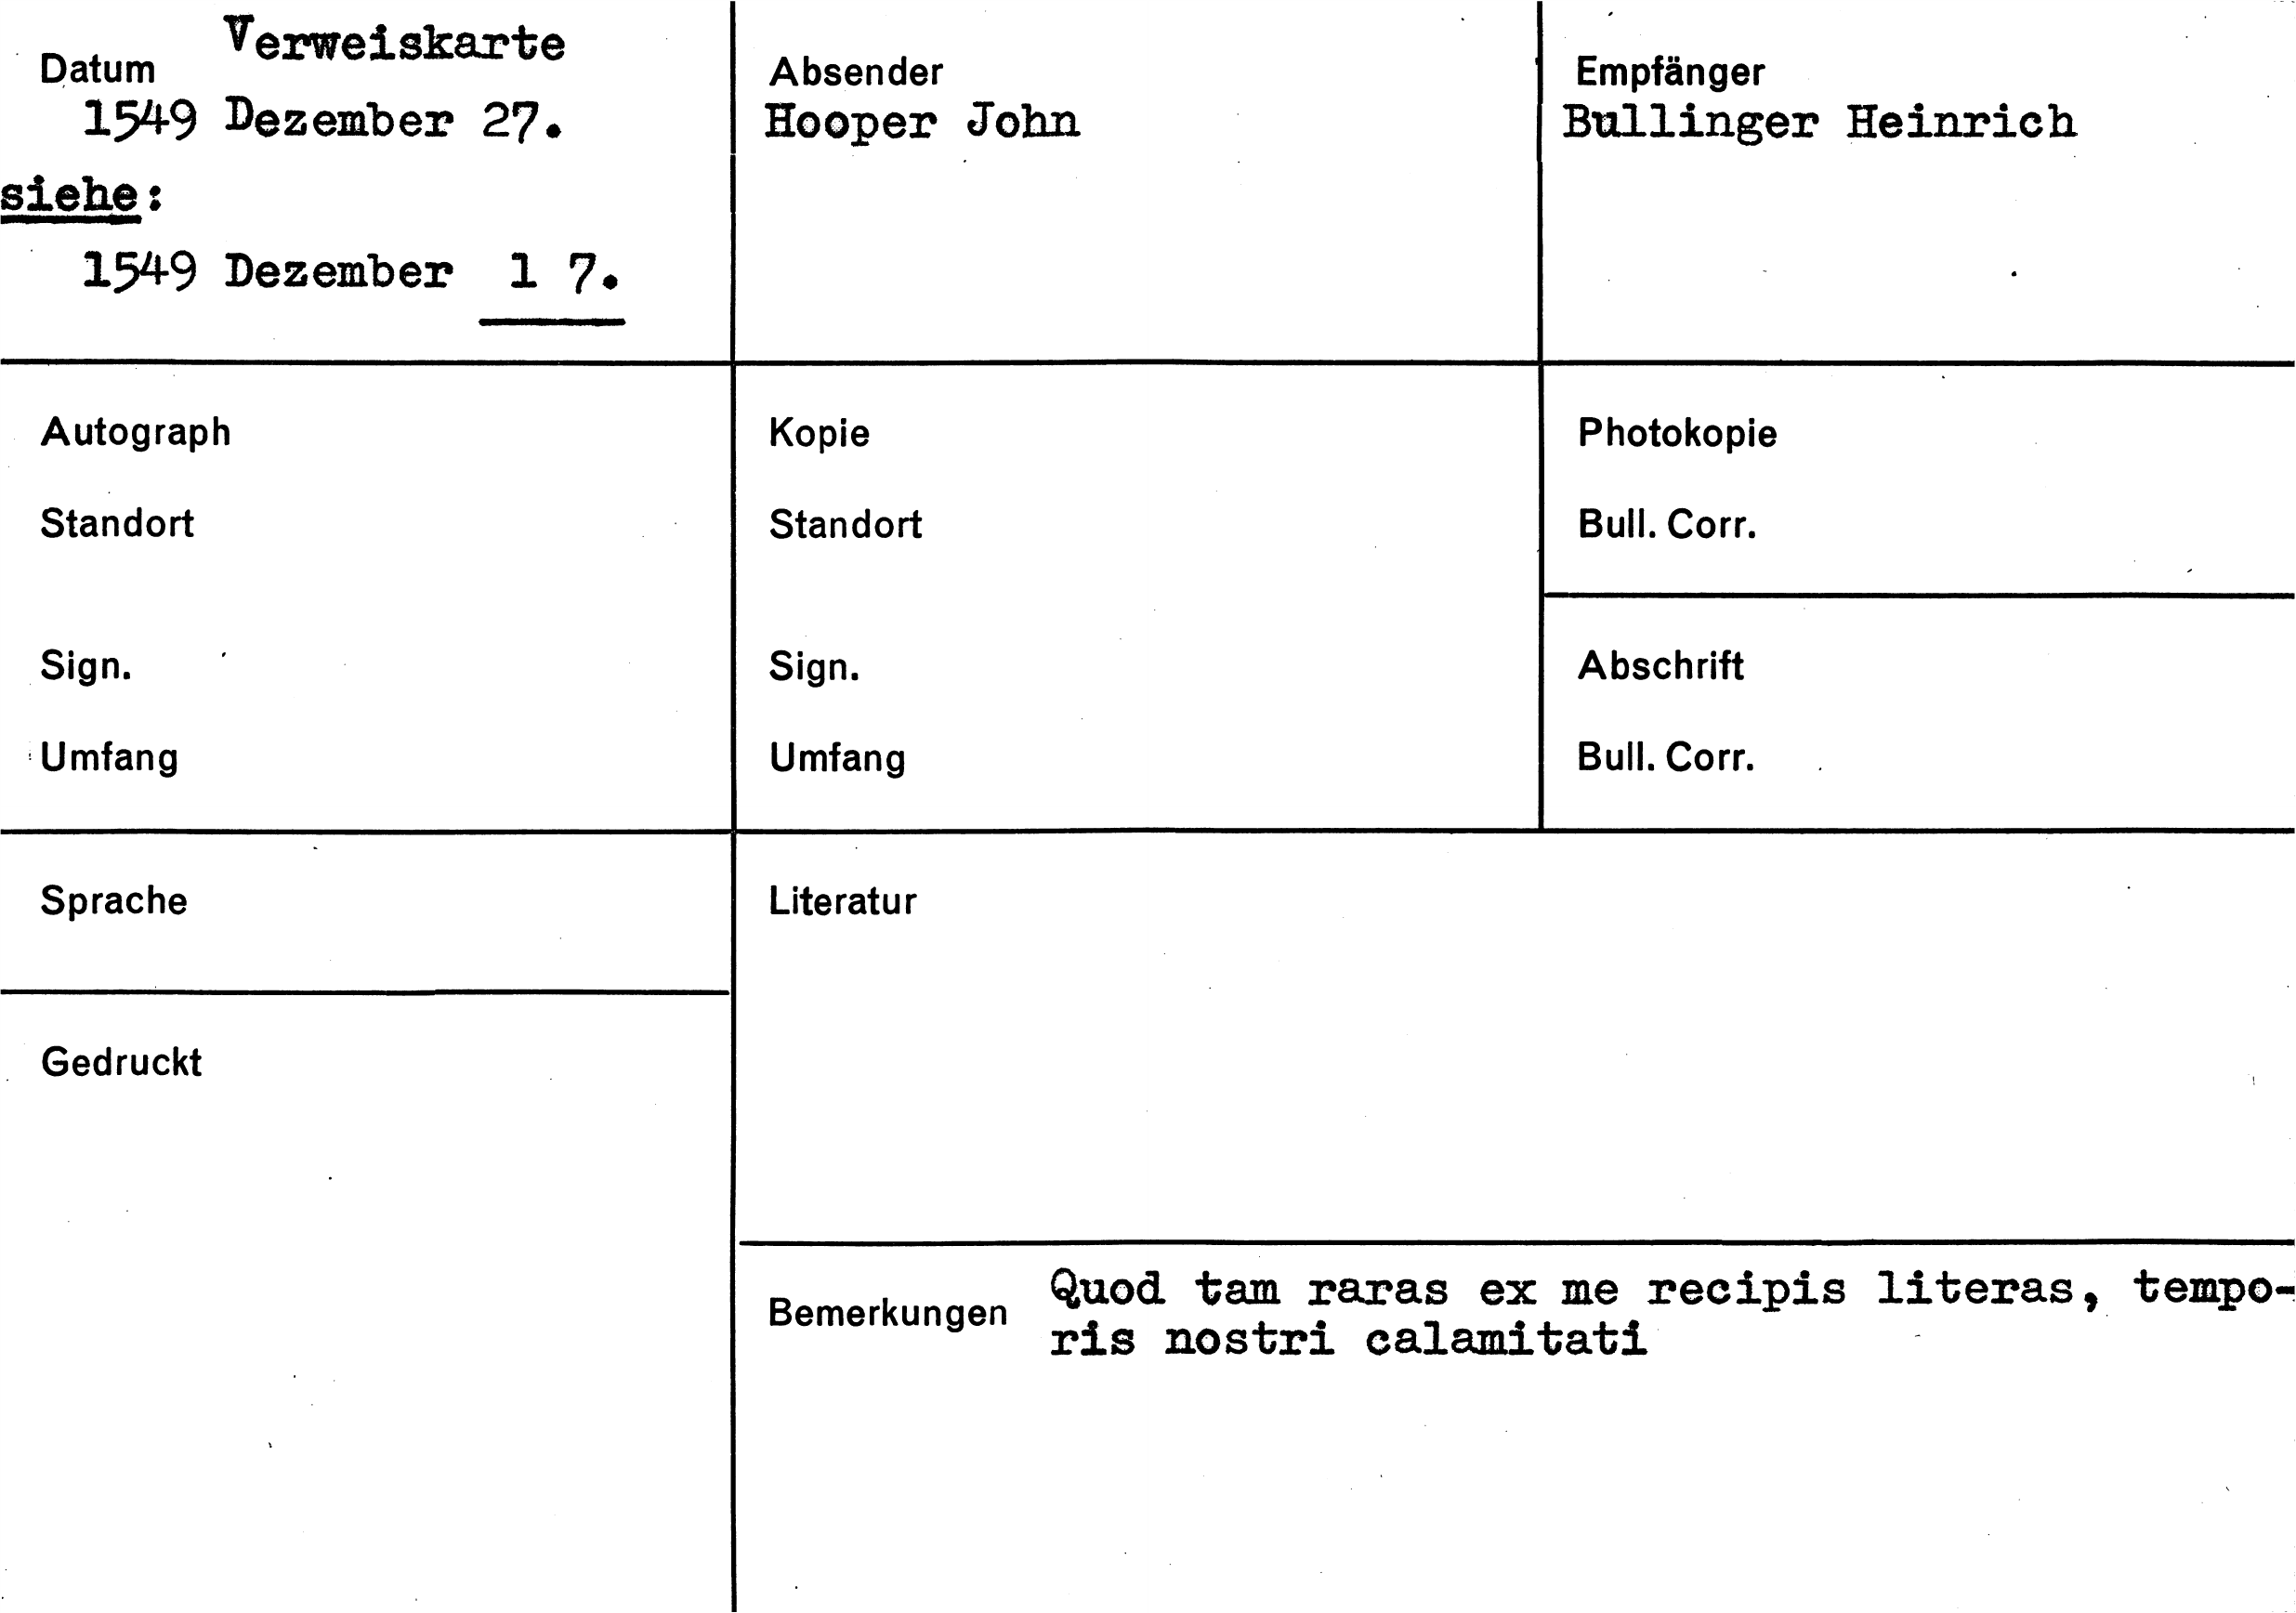 Verweiskarte
Datum
1549 Dezember 27.
siehe:
1549 Dezember 1 7.
Absender
Hooper John
Empfänger
Bullinger Heinrich
Autograph
Standort
Sign.
Umfang
Kopie
Standort
Sign.
Umfang
Photokopie
Bull. Corr.
Abschrift
Bull. Corr.
Sprache
Gedruckt
Literatur
Bemerkungen
Quod tam raras ex me recipis literas, tempo-
ris nostri calamitati